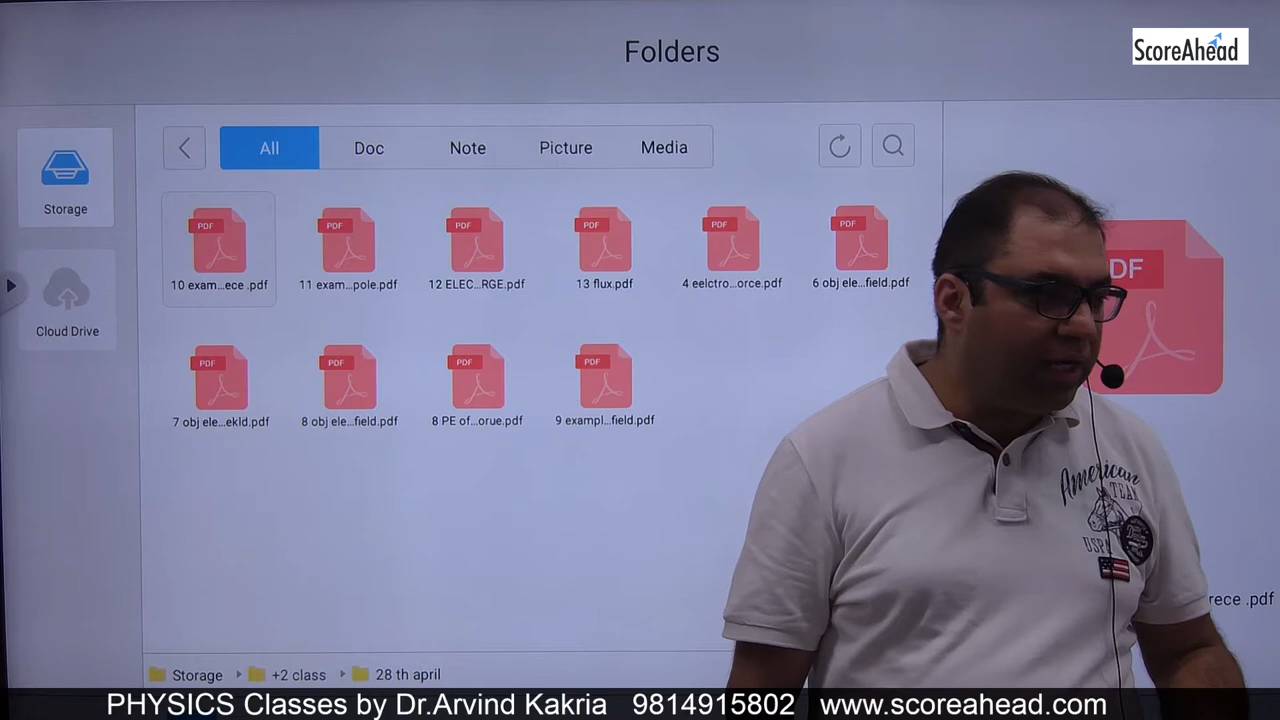 Folders
ScoreAhead
All
Doc
Note
Picture
Media
Storage
Cloud Drive
PDF
10 exam...ece .pdf
PDF
11 exam...pole.pdf
PDF
12 ELEC...RGE.pdf
PDF
13 flux.pdf
PDF
4 eelctro...orce.pdf
PDF
6 obj ele...field.pdf
PDF
7 obj ele...ekld.pdf
PDF
8 obj ele...field.pdf
PDF
8 PE of...orue.pdf
PDF
9 exampl...field.pdf
DF
rece .pdf
American
TEAM
USPA
Storage
+2 class
28 th april
PHYSICS Classes by Dr.Arvind Kakria 9814915802 www.scoreahead.com